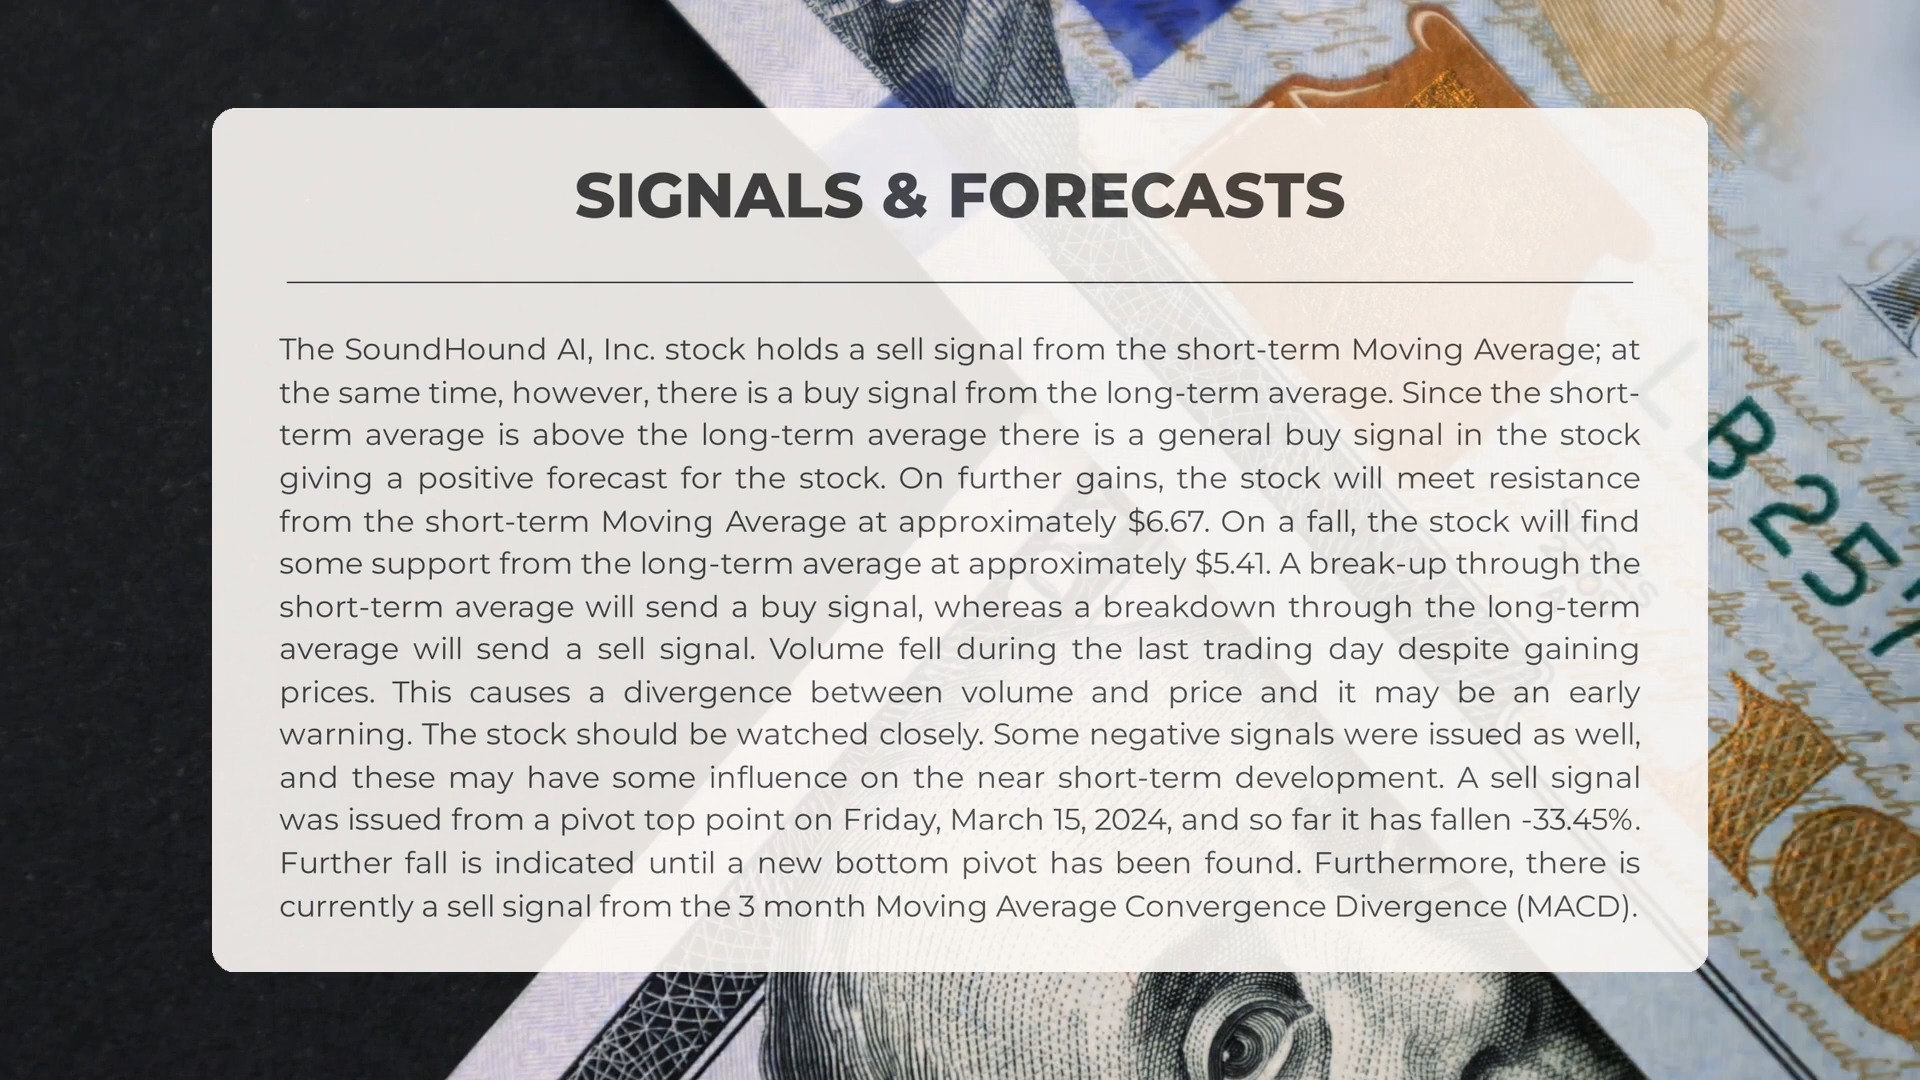 SIGNALS & FORECASTS
The SoundHound AI, Inc. stock holds a sell signal from the short-term Moving Average; at
the same time, however, there is a buy signal from the long-term average. Since the short-
term average is above the long-term average there is a general buy signal in the stock
giving a positive forecast for the stock. On further gains, the stock will meet resistance
from the short-term Moving Average at approximately $6.67. On a fall, the stock will find
some support from the long-term average at approximately $5.41. A break-up through the
short-term average will send a buy signal, whereas a breakdown through the long-term
average will send a sell signal. Volume fell during the last trading day despite gaining
prices. This causes a divergence between volume and price and it may be an early
warning. The stock should be watched closely. Some negative signals were issued as well,
and these may have some influence on the near short-term development. A sell signal
was issued from a pivot top point on Friday, March 15, 2024, and so far it has fallen -33.45%.
Further fall is indicated until a new bottom pivot has been found. Furthermore, there is
currently a sell signal from the 3 month Moving Average Convergence Divergence (MACD).